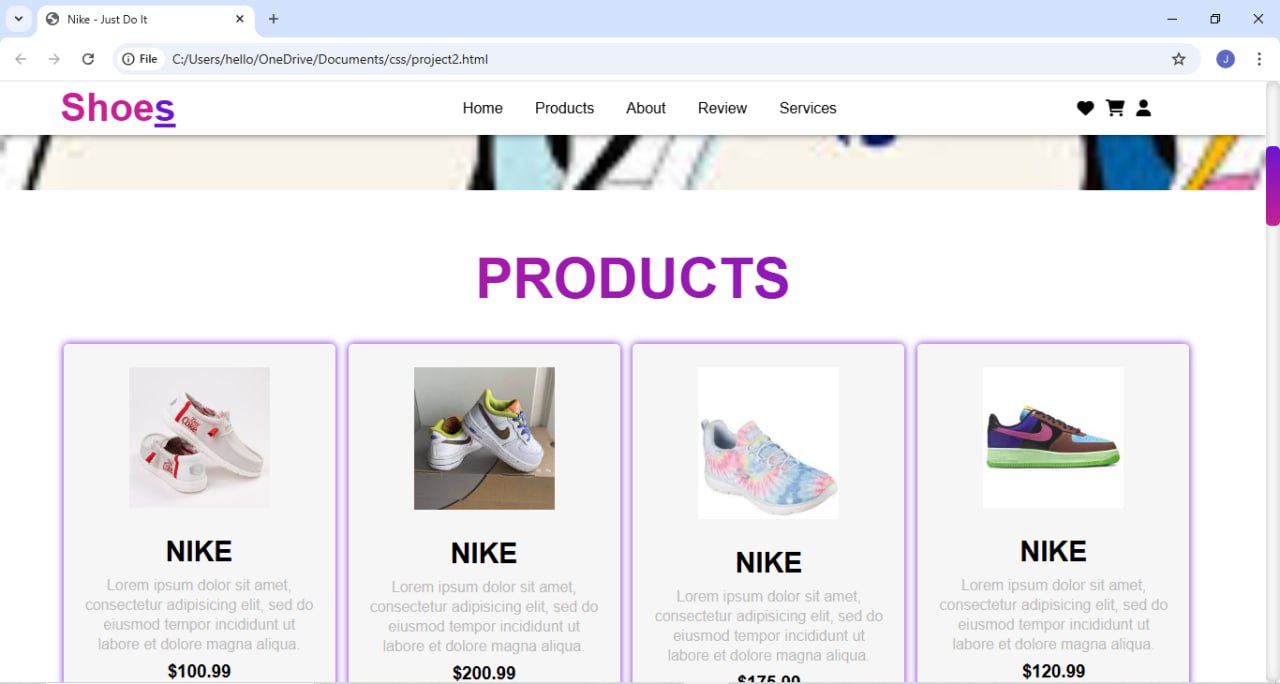 Nike - Just Do It
File C:/Users/hello/OneDrive/Documents/css/project2.html
J
Shoes
Home Products About Review Services
PRODUCTS
NIKE
Lorem ipsum dolor sit amet,
consectetur adipisicing elit, sed do
eiusmod tempor incididunt ut
labore et dolore magna aliqua.
$100.99
NIKE
Lorem ipsum dolor sit amet,
consectetur adipisicing elit, sed do
eiusmod tempor incididunt ut
labore et dolore magna aliqua.
$200.99
NIKE
Lorem ipsum dolor sit amet,
consectetur adipisicing elit, sed do
eiusmod tempor incididunt ut
labore et dolore magna aliqua.
$175.99
NIKE
Lorem ipsum dolor sit amet,
consectetur adipisicing elit, sed do
eiusmod tempor incididunt ut
labore et dolore magna aliqua.
$120.99